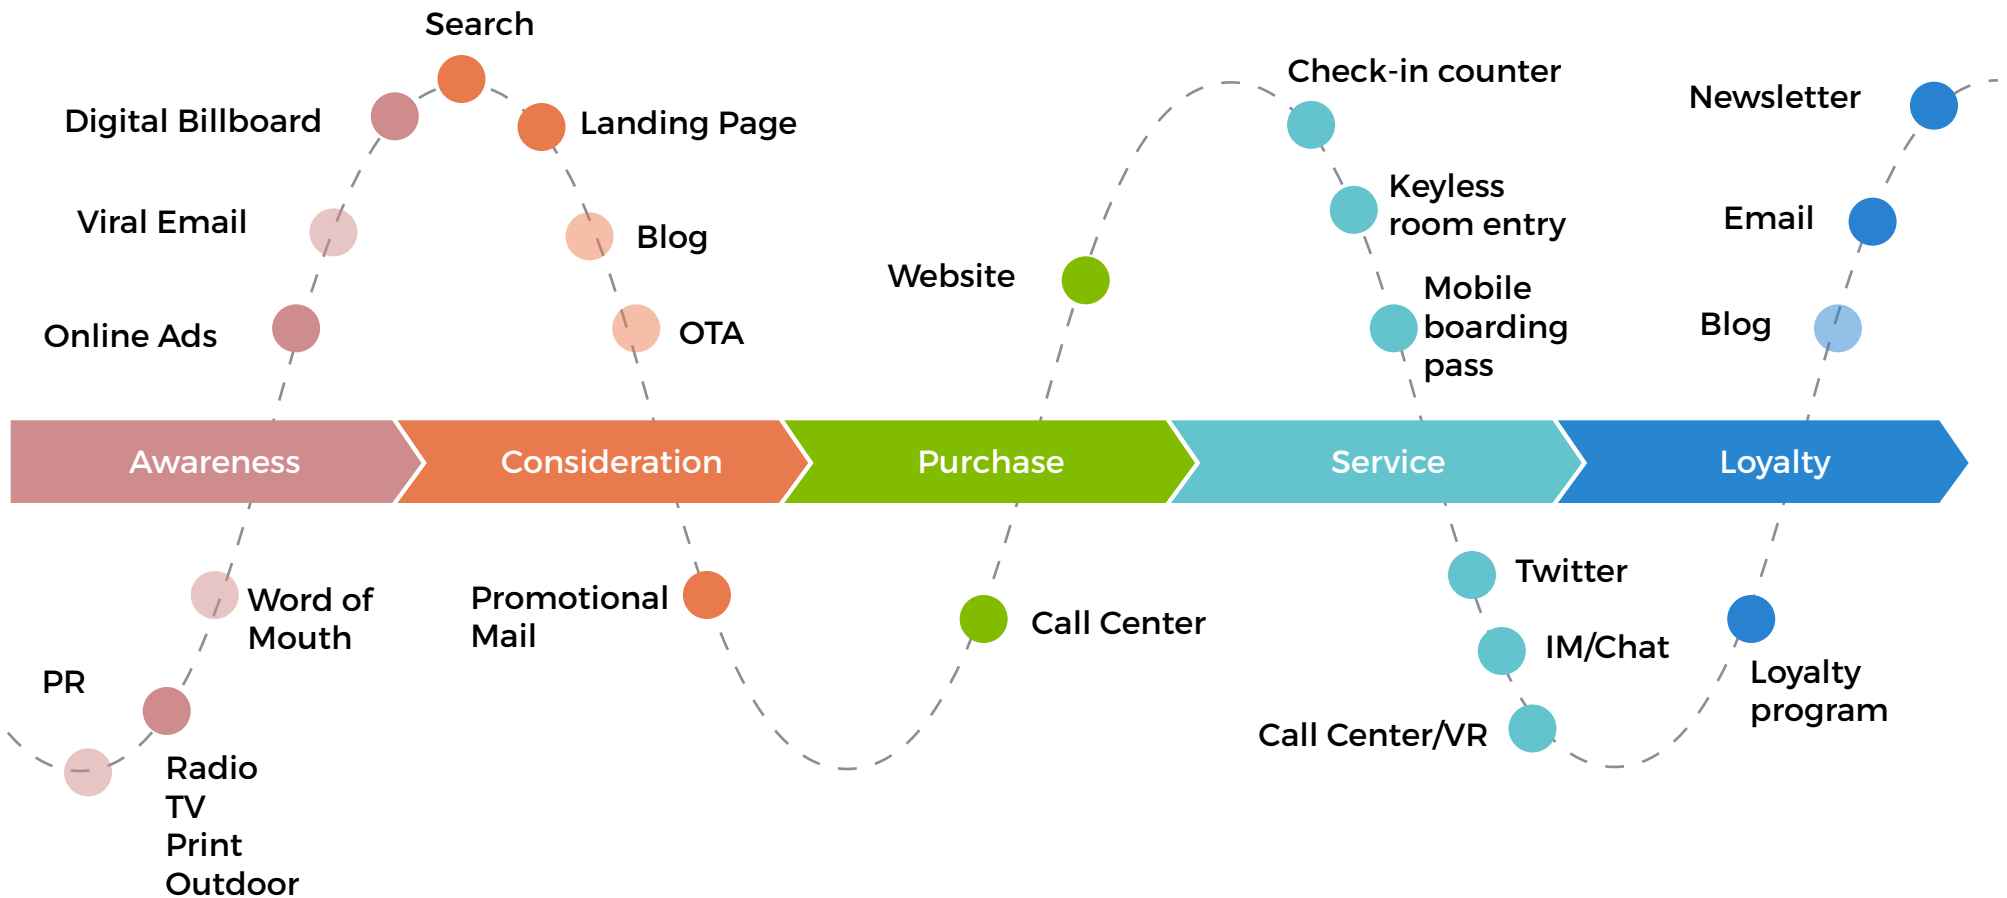 Search
Digital Billboard
Landing Page
Viral Email
Blog
Online Ads
OTA
Website
Check-in counter
Keyless
room entry
Mobile
boarding
pass
Newsletter
Email
Blog
Awareness
Consideration
Purchase
Service
Loyalty
Word of
Mouth
PR
Radio
TV
Print
Outdoor
Promotional
Mail
Call Center
Twitter
IM/Chat
Call Center/VR
Loyalty
program